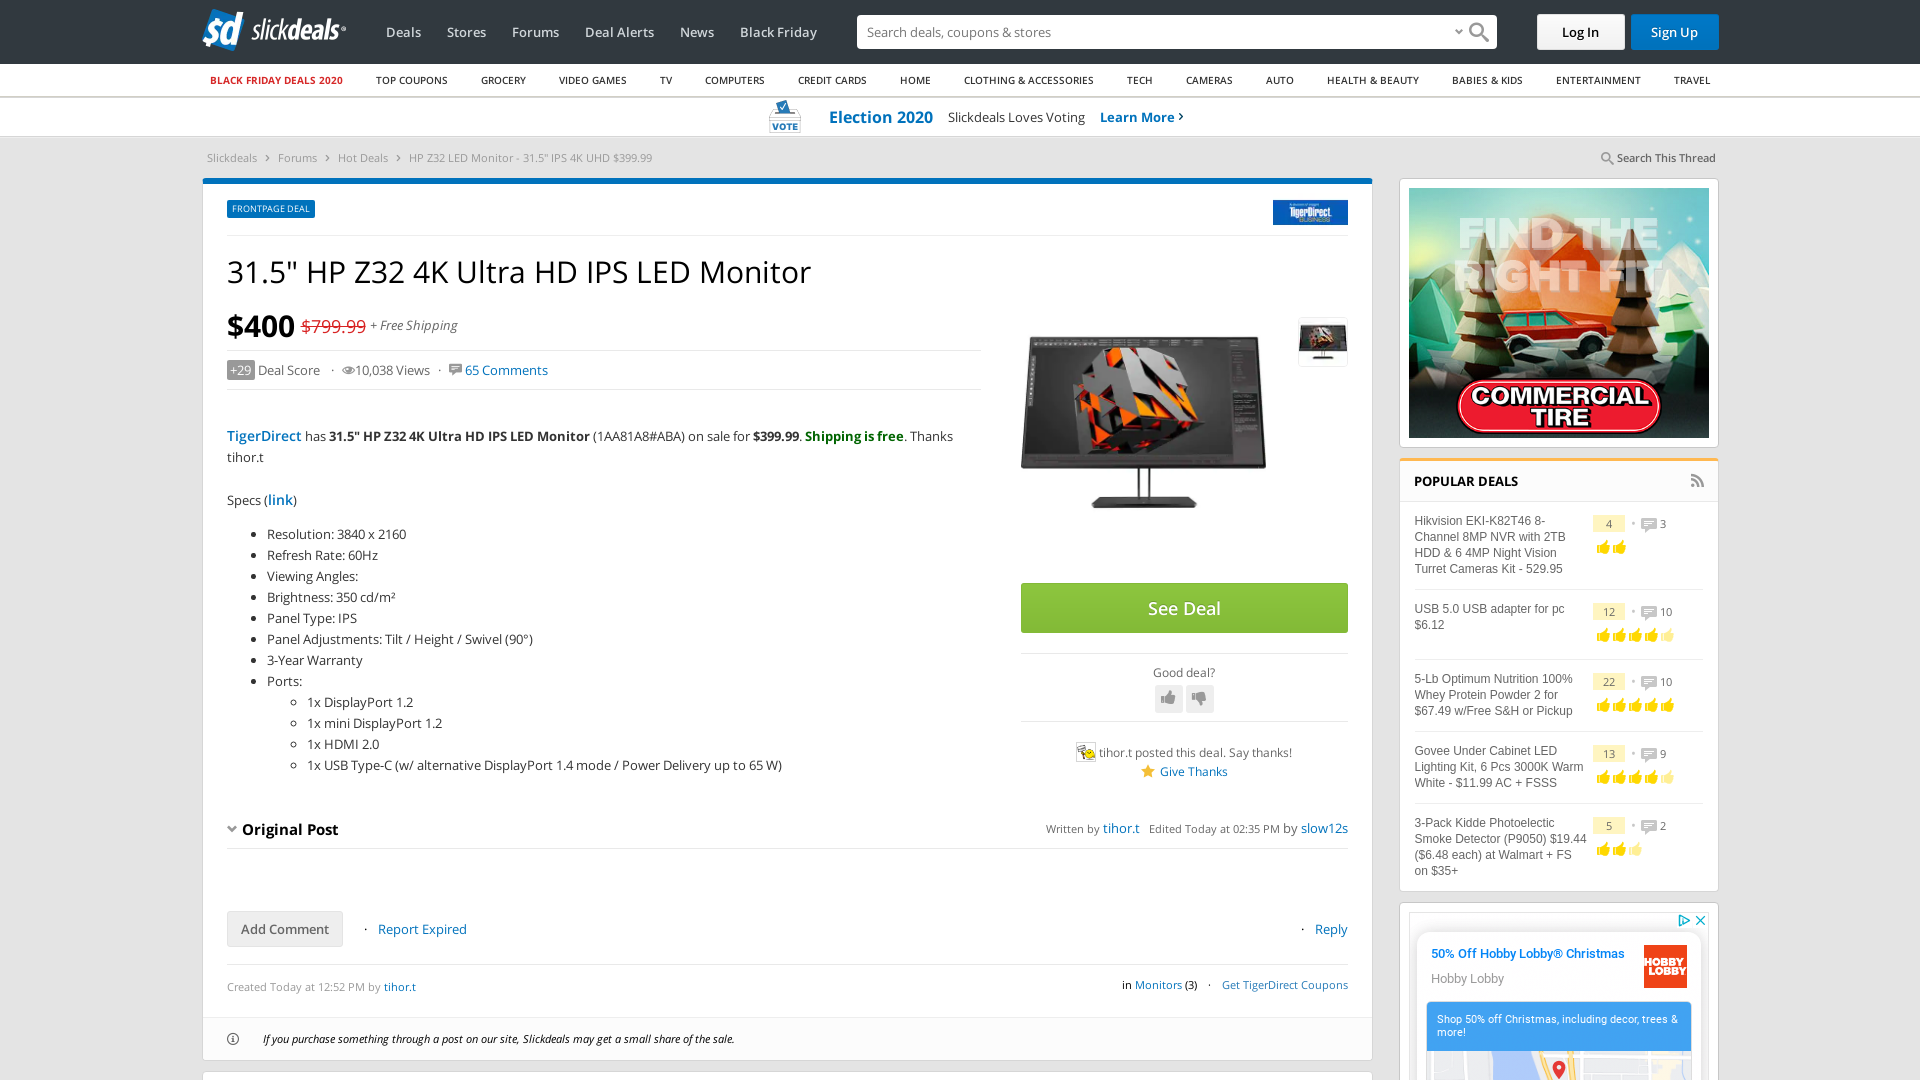 slickdeals
Deals
Stores
Forums
Deal Alerts
News
Black Friday
Search deals, coupons & shops
Log In
Sign Up
BLACK FRIDAY DEALS 2020
TOP COUPONS
GROCERY
VIDEO GAMES
TV
COMPUTERS
CREDIT CARDS
HOME
CLOTHING & ACCESSORIES
TECH
CAMERAS
AUTO
HEALTH & BEAUTY
BABIES & KIDS
ENTERTAINMENT
TRAVEL
VOTE
Election 2020 Slickdeals Loves Voting Learn More
Slickdeals › Forums › Hot Deals › HP Z32 LED Monitor - 31.5" IPS 4K UHD $399.99
Search This Thread
FRONTPAGE DEAL
TigerDirect
BUSINESS
31.5" HP Z32 4K Ultra HD IPS LED Monitor
$400 $799.99 + Free Shipping
+29 Deal Score · 10,038 Views · 65 Comments
TigerDirect has 31.5" HP Z32 4K Ultra HD IPS LED Monitor (1AA81A8#ABA) on sale for $399.99. Shipping is free. Thanks
tihor.t
Specs (link)
• Resolution: 3840 x 2160
• Refresh Rate: 60Hz
• Viewing Angles:
• Brightness: 350 cd/m²
• Panel Type: IPS
• Panel Adjustments: Tilt / Height / Swivel (90°)
• 3-Year Warranty
• Ports:
1x DisplayPort 1.2
1x mini DisplayPort 1.2
1x HDMI 2.0
1x USB Type-C (w/ alternative DisplayPort 1.4 mode / Power Delivery up to 65 W)
See Deal
Good deal?
tihor.t posted this deal. Say thanks!
Give Thanks
Original Post
Written by tihor.t Edited Today at 02:35 PM by slow12s
Add Comment · Report Expired
· Reply
Created Today at 12:52 PM by tihor.t
in Monitors (3) · Get TigerDirect Coupons
If you purchase something through a post on our site, Slickdeals may get a small share of the sale.
FIND THE
RIGHT FIT
COMMERCIAL
TIRE
POPULAR DEALS
Hikvision EKI-K82T46 8-
Channel 8MP NVR with 2TB
HDD & 6 4MP Night Vision
Turret Cameras Kit - 529.95
4 • 3
USB 5.0 USB adapter for pc
$6.12
12 • 10
5-Lb Optimum Nutrition 100%
Whey Protein Powder 2 for
$67.49 w/Free S&H or Pickup
22 • 10
Govee Under Cabinet LED
Lighting Kit, 6 Pcs 3000K Warm
White - $11.99 AC + FSSS
13 • 9
3-Pack Kidde Photoelectic
Smoke Detector (P9050) $19.44
($6.48 each) at Walmart + FS
on $35+
5 • 2
50% Off Hobby Lobby® Christmas
Hobby Lobby
HOBBY
LOBBY
Shop 50% off Christmas, including decor, trees &
more!